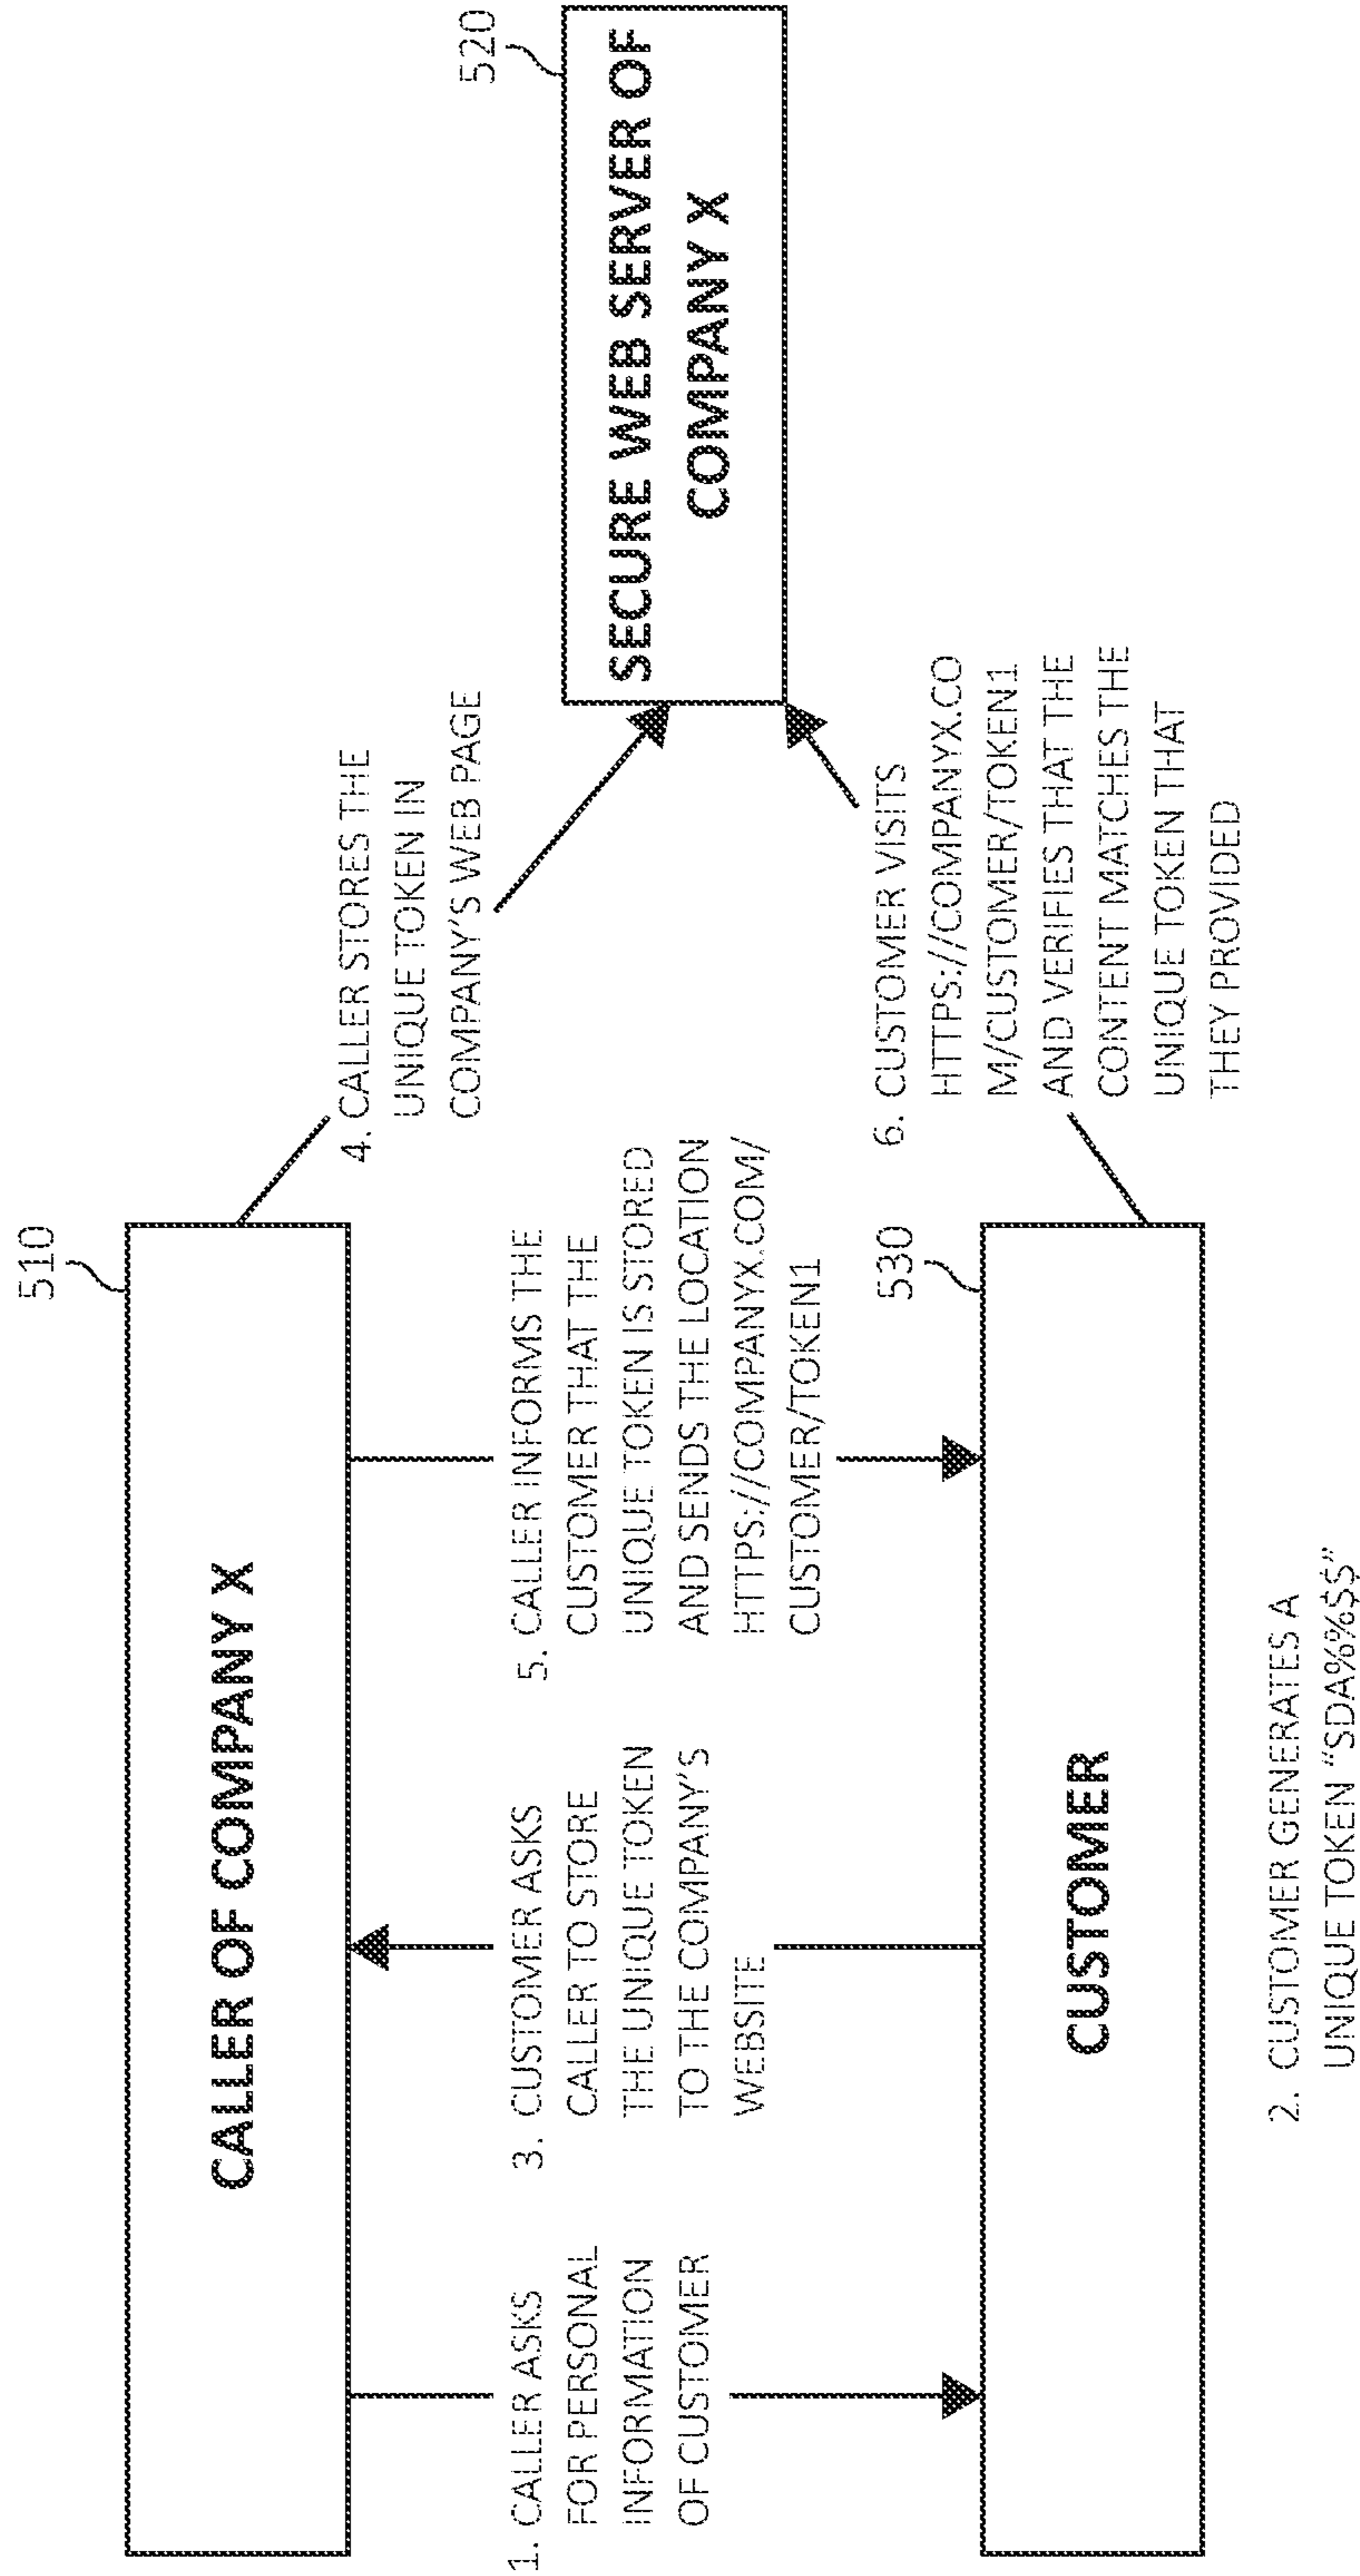 510
CALLER OF COMPANY X
1. CALLER ASKS
FOR PERSONAL
INFORMATION
OF CUSTOMER
3. CUSTOMER ASKS
CALLER TO STORE
THE UNIQUE TOKEN
TO THE COMPANY'S
WEBSITE
5. CALLER INFORMS THE
CUSTOMER THAT THE
UNIQUE TOKEN IS STORED
AND SENDS THE LOCATION
HTTPS://COMPANYX.COM/
CUSTOMER/TOKEN1
4. CALLER STORES THE
UNIQUE TOKEN IN
COMPANY'S WEB PAGE
520
SECURE WEB SERVER OF
COMPANY X
6. CUSTOMER VISITS
HTTPS://COMPANYX.CO
M/CUSTOMER/TOKEN1
AND VERIFIES THAT THE
CONTENT MATCHES THE
UNIQUE TOKEN THAT
THEY PROVIDED
530
CUSTOMER
2. CUSTOMER GENERATES A
UNIQUE TOKEN “SDA%%$$”